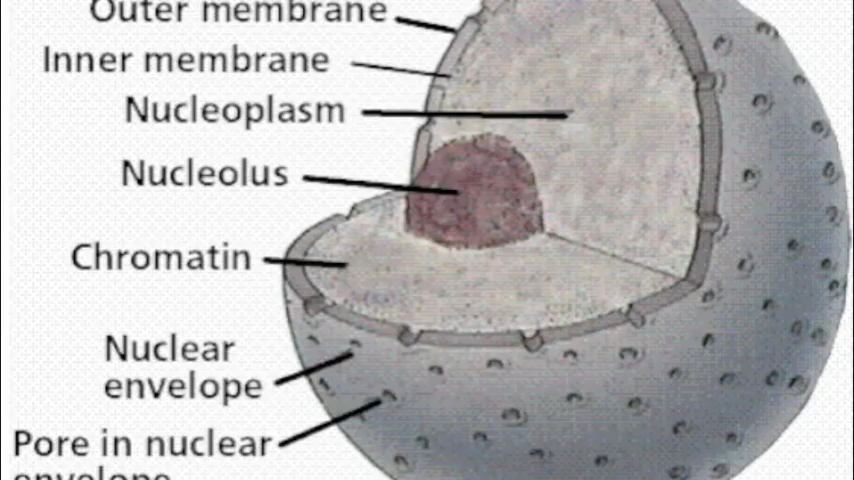 Outer membrane
Inner membrane
Nucleoplasm
Nucleolus
Chromatin
Nuclear
envelope
Pore in nuclear
envelope